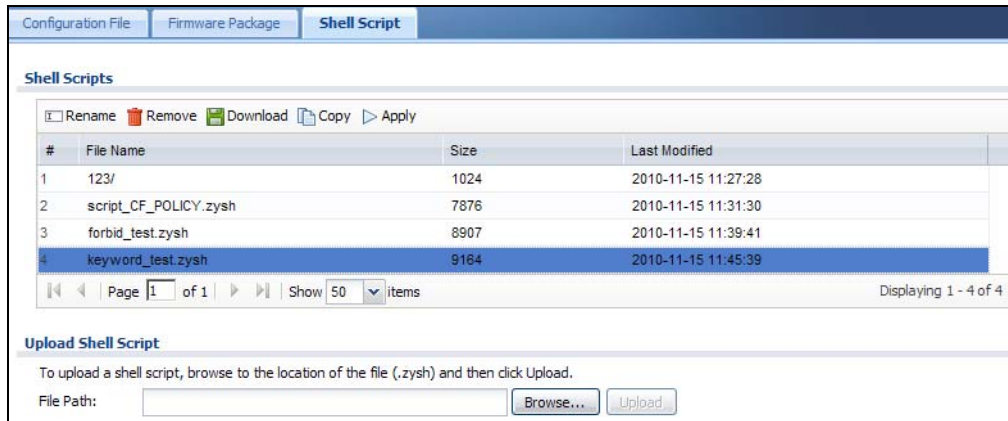 Configuration File Firmware Package Shell Script
Shell Scripts
Rename Remove Download Copy Apply
# File Name Size Last Modified
1 123/ 1024 2010-11-15 11:27:28
2 script_CF_POLICY.zysh 7876 2010-11-15 11:31:30
3 forbid_test.zysh 8907 2010-11-15 11:39:41
4 keyword_test.zysh 9164 2010-11-15 11:45:39
Page 1 of 1 Show 50 items Displaying 1 - 4 of 4
Upload Shell Script
To upload a shell script, browse to the location of the file (.zysh) and then click Upload.
File Path: Browse... Upload